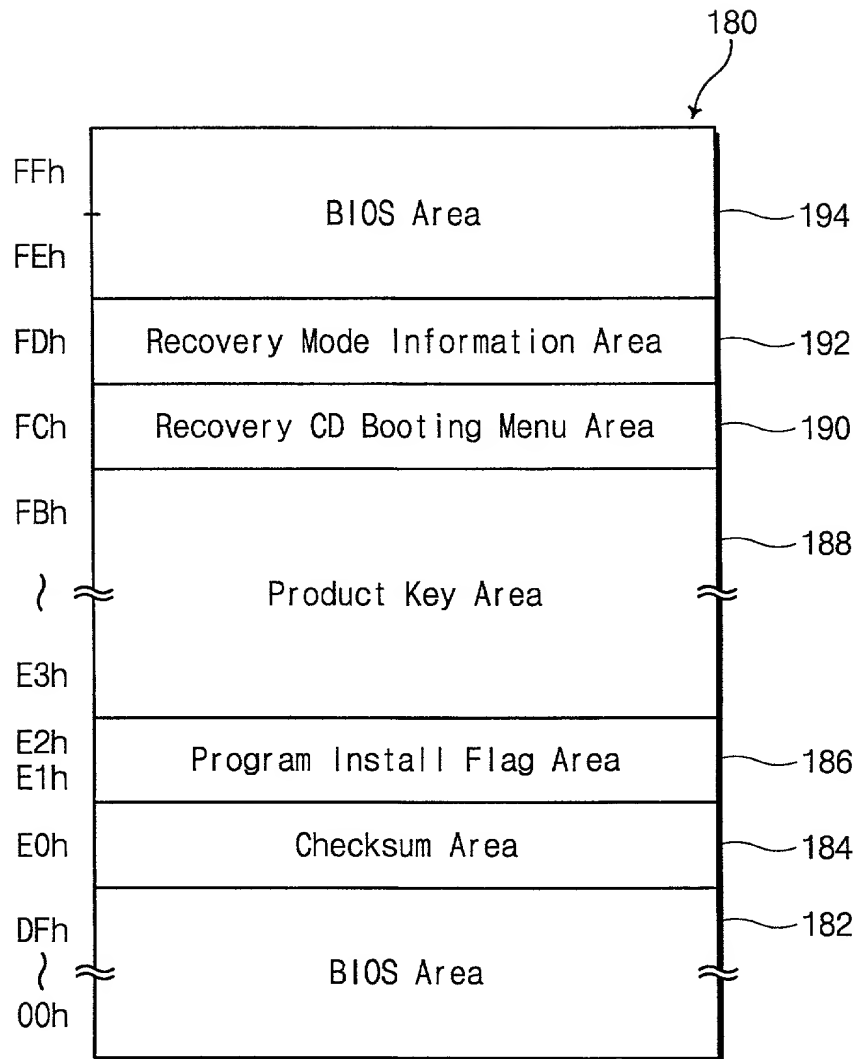 180
FFh
BIOS Area
194
FEh
FDh
Recovery Mode Information Area
192
FCh
Recovery CD Booting Menu Area
190
FBh
188
~
Product Key Area
E3h
E2h
Program Install Flag Area
186
E1h
E0h
Checksum Area
184
DFh
182
~
BIOS Area
00h